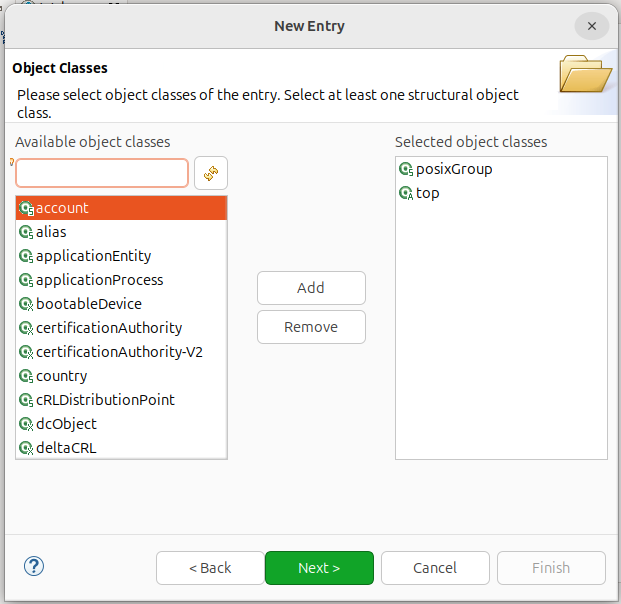 New Entry
Object Classes
Please select object classes of the entry. Select at least one structural object
class.
Available object classes
Selected object classes
account
alias
applicationEntity
applicationProcess
bootableDevice
certificationAuthority
certificationAuthority-V2
country
cRLDistributionPoint
dcObject
deltaCRL
Add
Remove
posixGroup
top
< Back
Next >
Cancel
Finish